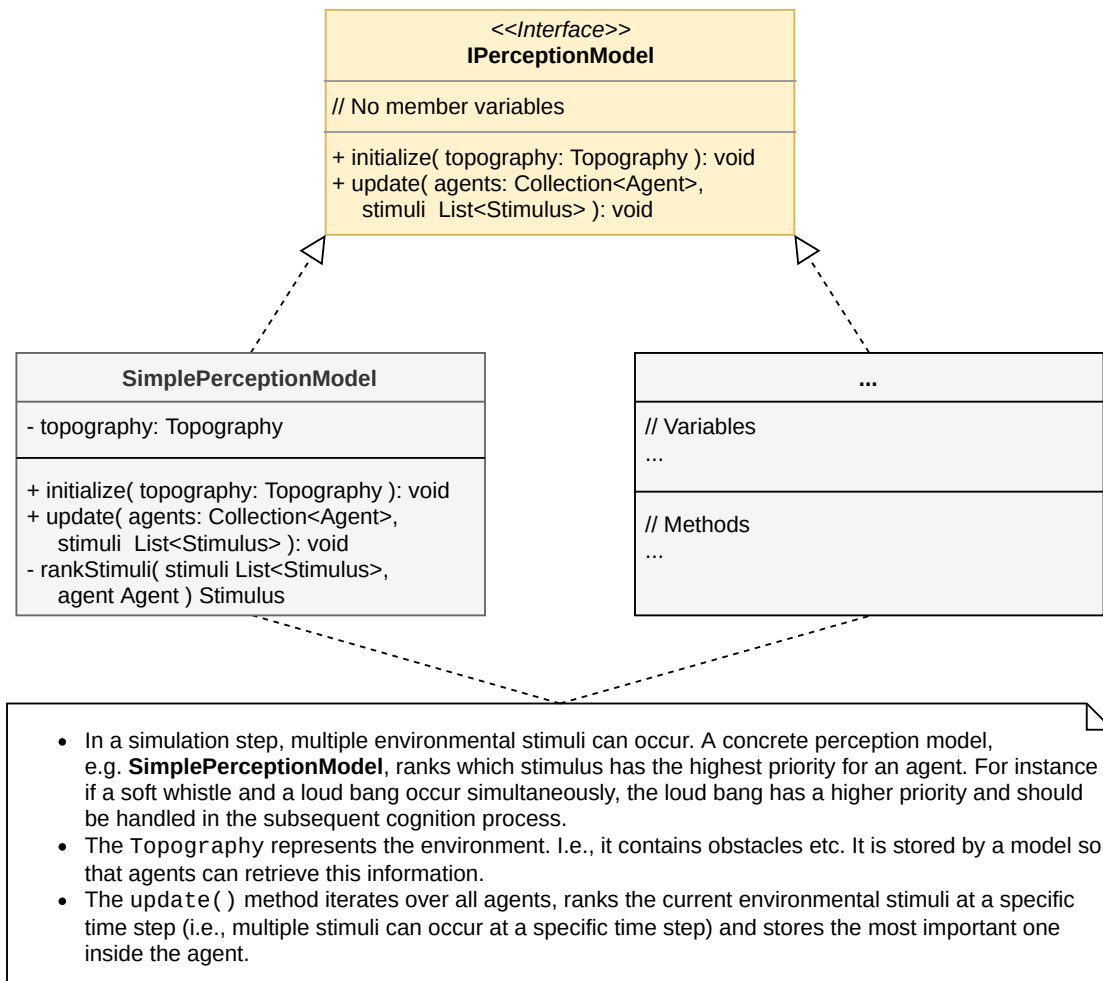 <<Interface>>
IPerceptionModel
// No member variables
+ initialize( topography: Topography ): void
+ update( agents: Collection<Agent>,
stimuli  List<Stimulus> ): void
SimplePerceptionModel
- topography: Topography
+ initialize( topography: Topography ): void
+ update( agents: Collection<Agent>,
stimuli  List<Stimulus> ): void
- rankStimuli( stimuli List<Stimulus>,
agent Agent ) Stimulus
...
// Variables
...
// Methods
...
• In a simulation step, multiple environmental stimuli can occur. A concrete perception model,
e.g. SimplePerceptionModel, ranks which stimulus has the highest priority for an agent. For instance
if a soft whistle and a loud bang occur simultaneously, the loud bang has a higher priority and should
be handled in the subsequent cognition process.
• The Topography represents the environment. I.e., it contains obstacles etc. It is stored by a model so
that agents can retrieve this information.
• The update() method iterates over all agents, ranks the current environmental stimuli at a specific
time step (i.e., multiple stimuli can occur at a specific time step) and stores the most important one
inside the agent.